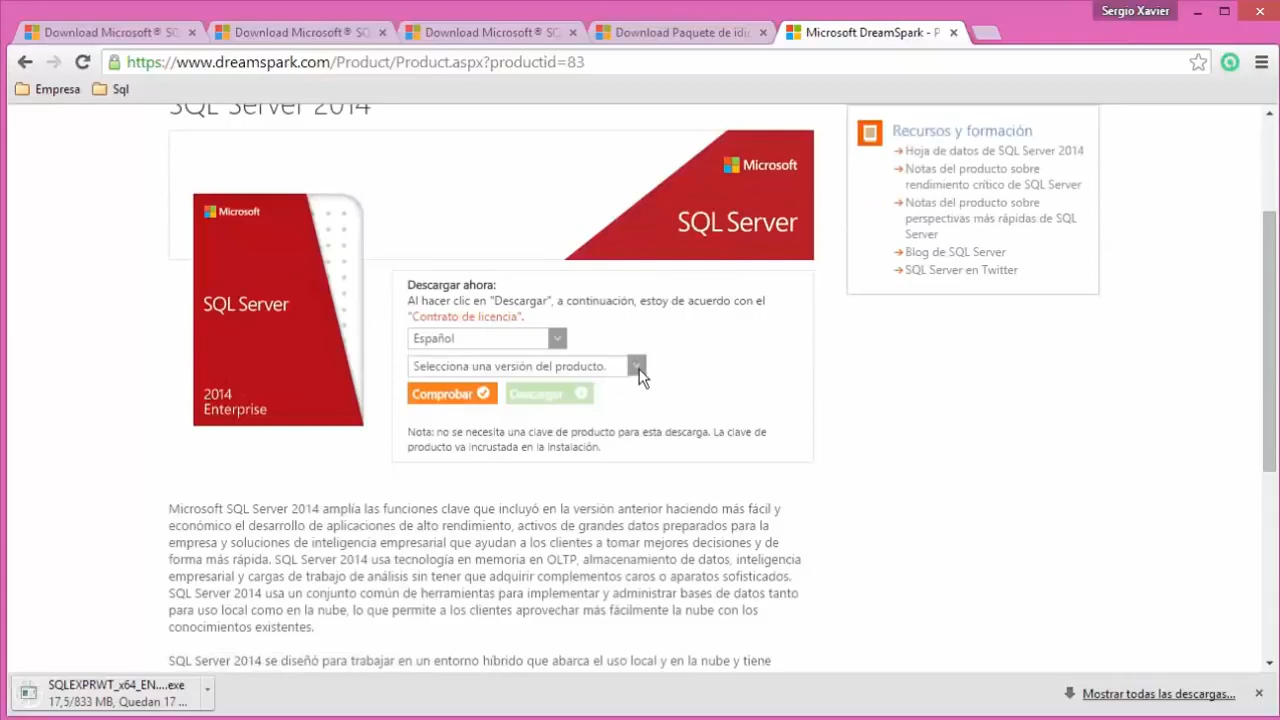 Sergio Xavier
Download Microsoft® SQ
Download Microsoft® SQ
Download Microsoft® SQ
Download Paquete de idi
Microsoft DreamSpark - P
https://www.dreamspark.com/Product/Product.aspx?productid=83
Empresa
Sql
SQL Server 2014
Microsoft
SQL Server
Microsoft
SQL Server
2014
Enterprise
Descargar ahora:
Al hacer clic en "Descargar", a continuación, estoy de acuerdo con el
"Contrato de licencia".
Español
Selecciona una versión del producto.
Comprobar
Descargar
Nota: no se necesita una clave de producto para esta descarga. La clave de
producto va incrustada en la instalación.
Recursos y formación
Hoja de datos de SQL Server 2014
Notas del producto sobre
rendimiento crítico de SQL Server
Notas del producto sobre
perspectivas más rápidas de SQL
Server
Blog de SQL Server
SQL Server en Twitter
Microsoft SQL Server 2014 amplía las funciones clave que incluyó en la versión anterior haciendo más fácil y
económico el desarrollo de aplicaciones de alto rendimiento, activos de grandes datos preparados para la
empresa y soluciones de inteligencia empresarial que ayudan a los clientes a tomar mejores decisiones y de
forma más rápida. SQL Server 2014 usa tecnología en memoria en OLTP, almacenamiento de datos, inteligencia
empresarial y cargas de trabajo de análisis sin tener que adquirir complementos caros o aparatos sofisticados.
SQL Server 2014 usa un conjunto común de herramientas para implementar y administrar bases de datos tanto
para uso local como en la nube, lo que permite a los clientes aprovechar más fácilmente la nube con los
conocimientos existentes.
SQL Server 2014 se diseñó para trabajar en un entorno híbrido que abarca el uso local y en la nube y tiene
SQLEXPRWT_x64_EN....exe
17,5/833 MB, Quedan 17 ...
Mostrar todas las descargas...